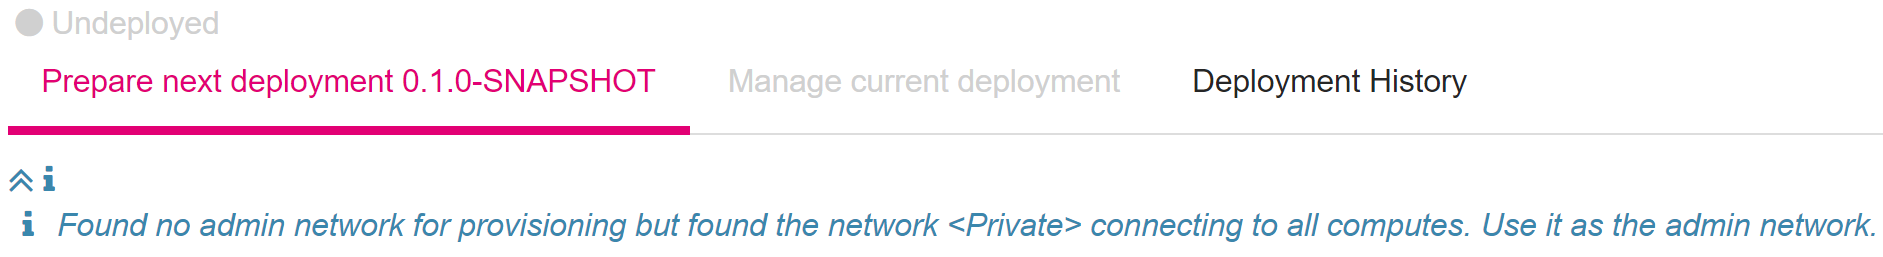 Undeployed
Prepare next deployment 0.1.0-SNAPSHOT Manage current deployment Deployment History
Found no admin network for provisioning but found the network <Private> connecting to all computes. Use it as the admin network.